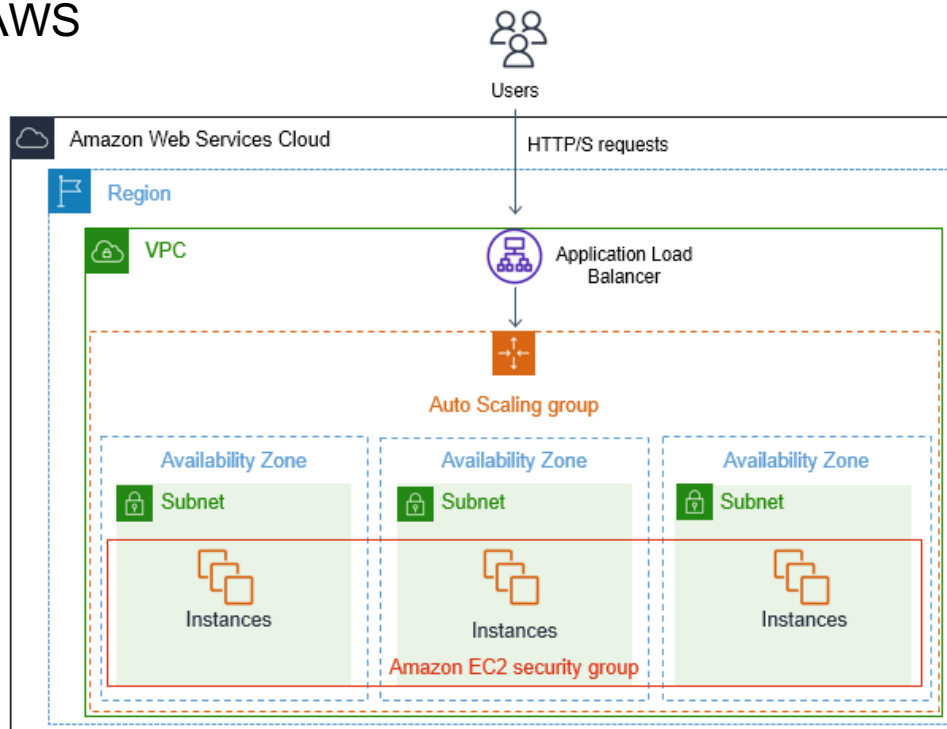 AWS
Users
Amazon Web Services Cloud
HTTP/S requests
Region
VPC
Application Load
Balancer
Auto Scaling group
Availability Zone
Availability Zone
Availability Zone
Subnet
Subnet
Subnet
Instances
Instances
Instances
Amazon EC2 security group